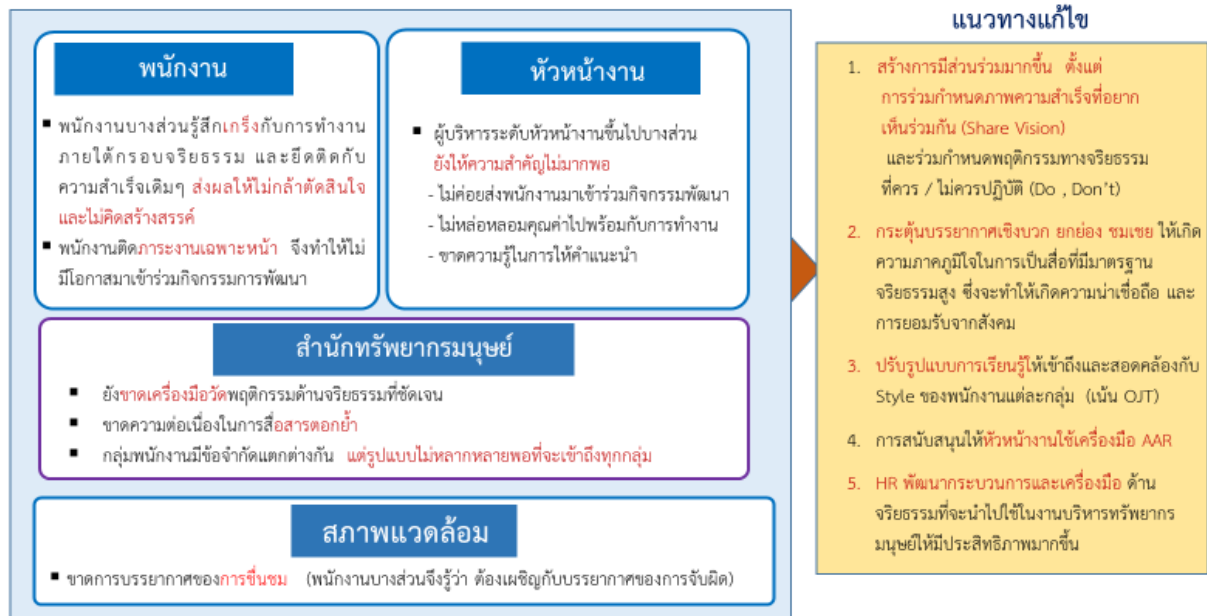 พนักงาน
▪ พนักงานบางส่วนรู้สึกเกร็งกับการทำงาน
ภายใต้กรอบจริยธรรม และยึดติดกับ
ความสำเร็จเดิมๆ ส่งผลให้ไม่กล้าตัดสินใจ
และไม่คิดสร้างสรรค์
▪ พนักงานติดภาระงานเฉพาะหน้า จึงทำให้ไม่
มีโอกาสมาเข้าร่วมกิจกรรมการพัฒนา
หัวหน้างาน
▪ ผู้บริหารระดับหัวหน้างานขึ้นไปบางส่วน
ยังให้ความสำคัญไม่มากพอ
- ไม่ค่อยส่งพนักงานมาเข้าร่วมกิจกรรมพัฒนา
- ไม่หล่อหลอมคุณค่าไปพร้อมกับการทำงาน
- ขาดความรู้ในการให้คำแนะนำ
สำนักทรัพยากรมนุษย์
▪ ยังขาดเครื่องมือวัดพฤติกรรมด้านจริยธรรมที่ชัดเจน
▪ ขาดความต่อเนื่องในการสื่อสารตอกย้ำ
▪ กลุ่มพนักงานมีข้อจำกัดแตกต่างกัน แต่รูปแบบไม่หลากหลายพอที่จะเข้าถึงทุกกลุ่ม
สภาพแวดล้อม
▪ ขาดการบรรยากาศของการชื่นชม (พนักงานบางส่วนจึงรู้ว่า ต้องเผชิญกับบรรยากาศของการจับผิด)
แนวทางแก้ไข
1. สร้างการมีส่วนร่วมมากขึ้น ตั้งแต่
การร่วมกำหนดภาพความสำเร็จที่อยาก
เห็นร่วมกัน (Share Vision)
และร่วมกำหนดพฤติกรรมทางจริยธรรม
ที่ควร / ไม่ควรปฏิบัติ (Do , Don't)
2. กระตุ้นบรรยากาศเชิงบวก ยกย่อง ชมเชย ให้เกิด
ความภาคภูมิใจในการเป็นสื่อที่มีมาตรฐาน
จริยธรรมสูง ซึ่งจะทำให้เกิดความน่าเชื่อถือ และ
การยอมรับจากสังคม
3. ปรับรูปแบบการเรียนรู้ให้เข้าถึงและสอดคล้องกับ
Style ของพนักงานแต่ละกลุ่ม (เน้น OJT)
4. การสนับสนุนให้หัวหน้างานใช้เครื่องมือ AAR
5. HR พัฒนากระบวนการและเครื่องมือ ด้าน
จริยธรรมที่จะนำไปใช้ในงานบริหารทรัพยากร
มนุษย์ให้มีประสิทธิภาพมากขึ้น